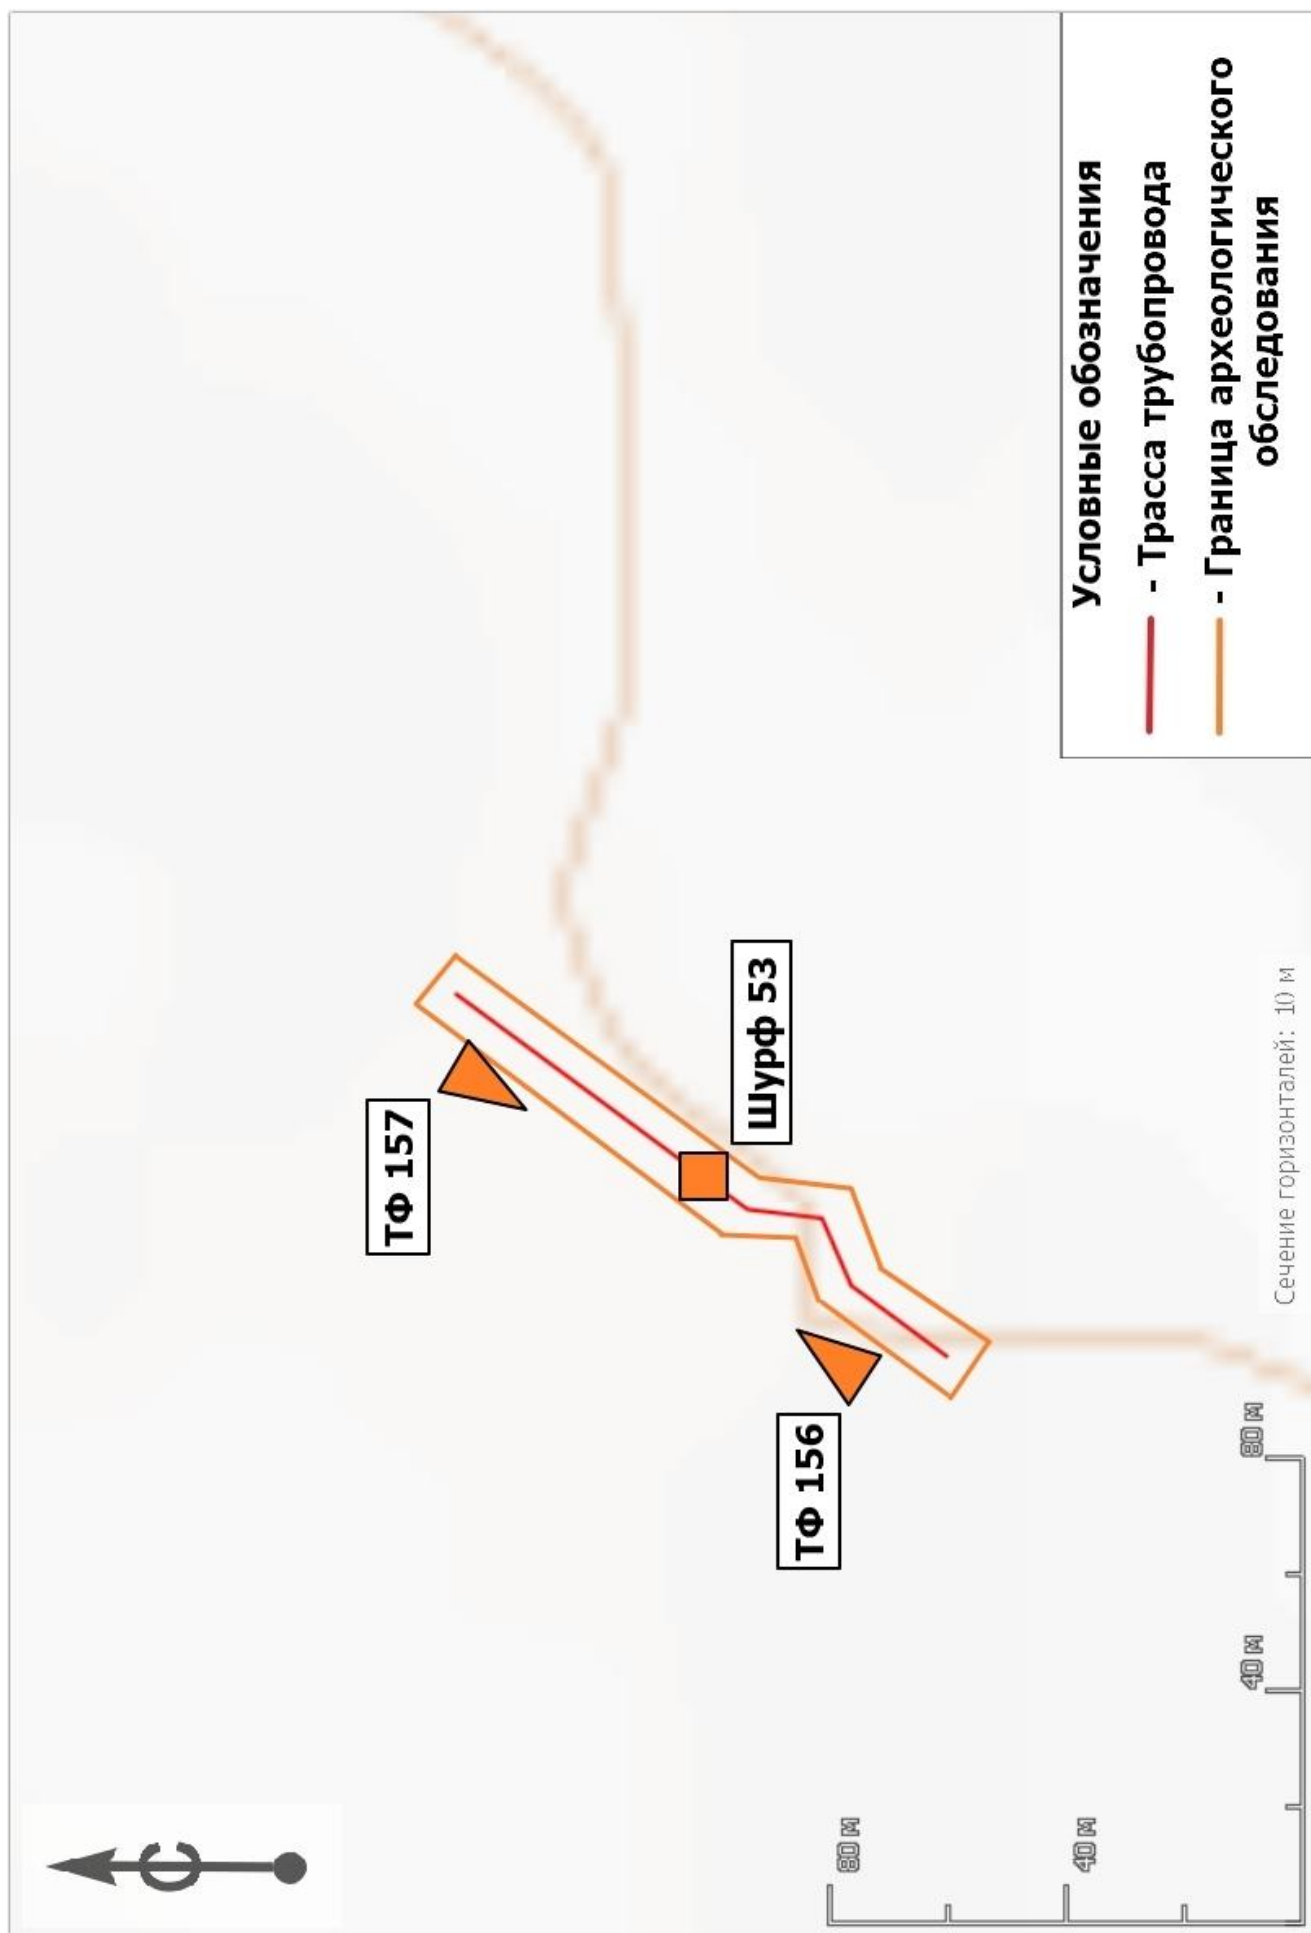 С
ТФ 157
Шурф 53
ТФ 156
80 м
40 м
40 м
80 м
Сечение горизонталей: 10 м
Условные обозначения
- Трасса трубопровода
- Граница археологического
обследования